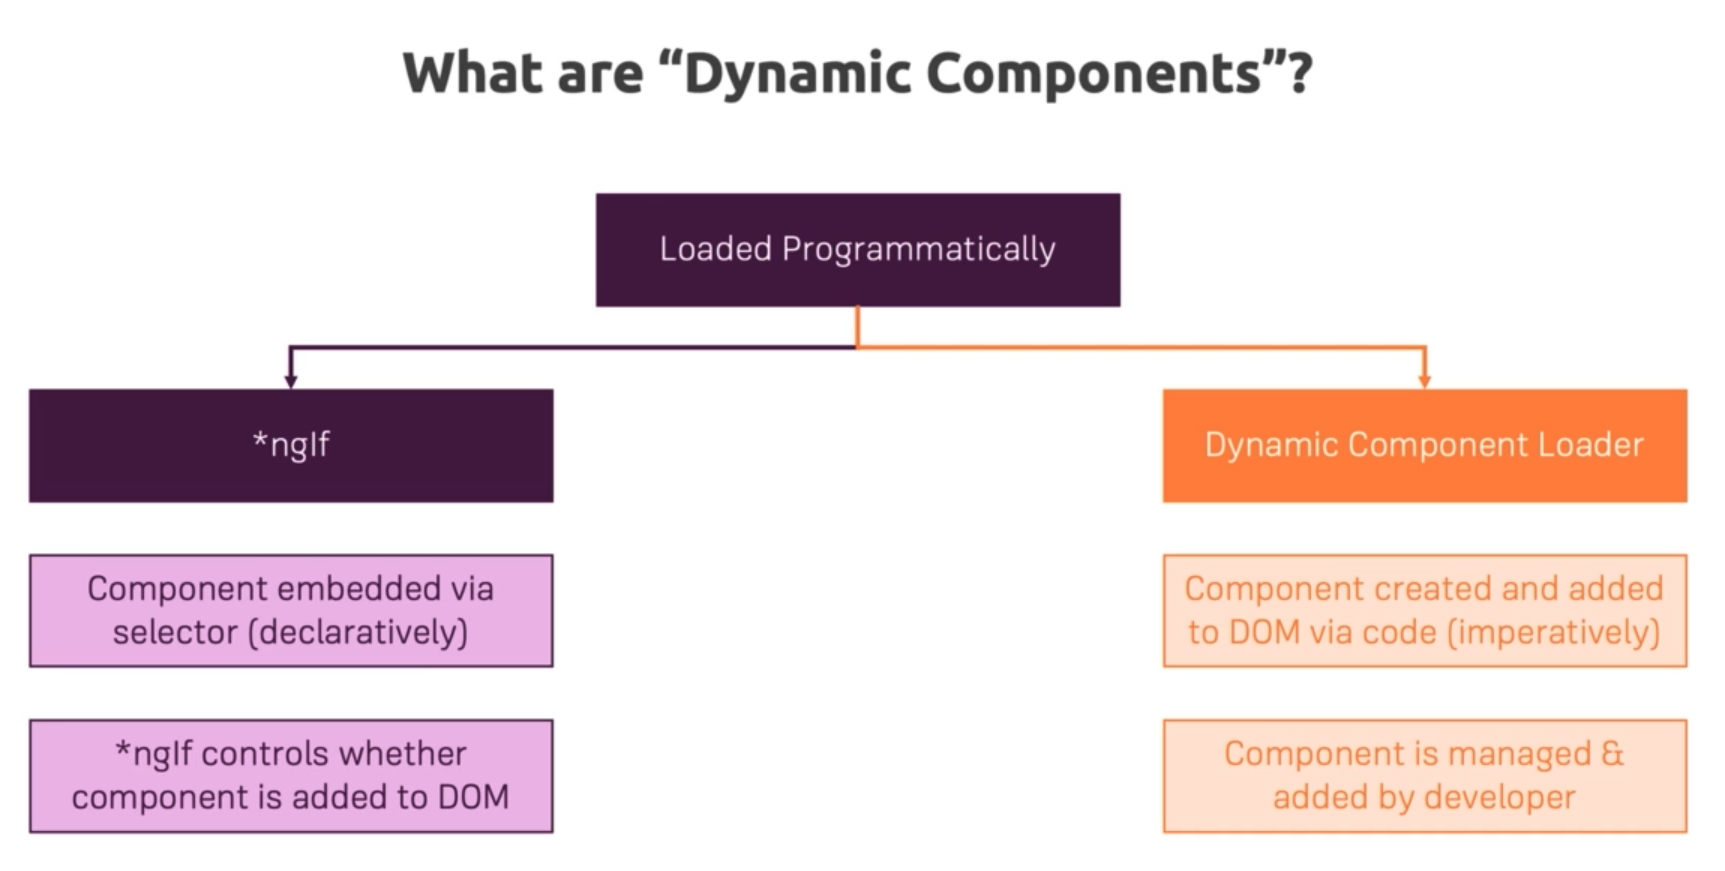 What are “Dynamic Components”?
Loaded Programmatically
*ngIf
Dynamic Component Loader
Component embedded via
selector (declaratively)
Component created and added
to DOM via code (imperatively)
*ngIf controls whether
component is added to DOM
Component is managed &
added by developer